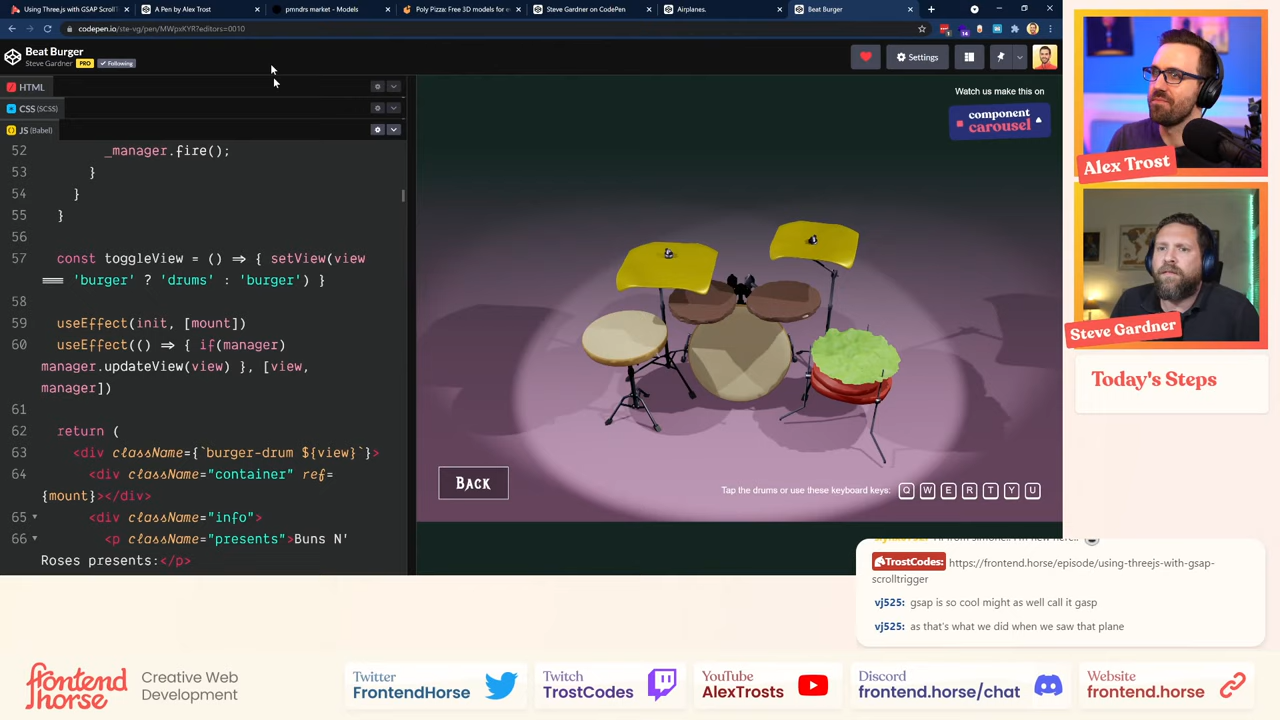 Using Three.js with GSAP Scroll
A Pen by Alex Trost
pmndrs market - Models
Poly Pizza: Free 3D models for e
Steve Gardner on CodePen
Airplanes.
Beat Burger
codepen.io/ste-vg/pen/MWpxKYR?editors=0010
Beat Burger
Steve Gardner PRO ✓ Following
Settings
HTML
CSS (SCSS)
JS (Babel)
52 _manager.fire();
53 }
54 }
55 }
56
57 const toggleView = () => { setView(view
=== 'burger' ? 'drums' : 'burger') }
58
59 useEffect(init, [mount])
60 useEffect(() => { if(manager)
manager.updateView(view) }, [view,
manager])
61
62 return (
63 <div className={`burger-drum ${view}`}>
64 <div className="container" ref=
{mount}></div>
65 <div className="info">
66 <p className="presents">Buns N'
Roses presents:</p>
Watch us make this on
component
carousel
BACK
Tap the drums or use these keyboard keys: Q W E R T Y U
Alex Trost
Steve Gardner
Today's Steps
TrostCodes: https://frontend.horse/episode/using-threejs-with-gsap-
scrolltrigger
vj525: gsap is so cool might as well call it gasp
vj525: as that's what we did when we saw that plane
frontend
horse
Creative Web
Development
Twitter
FrontendHorse
Twitch
TrostCodes
YouTube
AlexTrosts
Discord
frontend.horse/chat
Website
frontend.horse